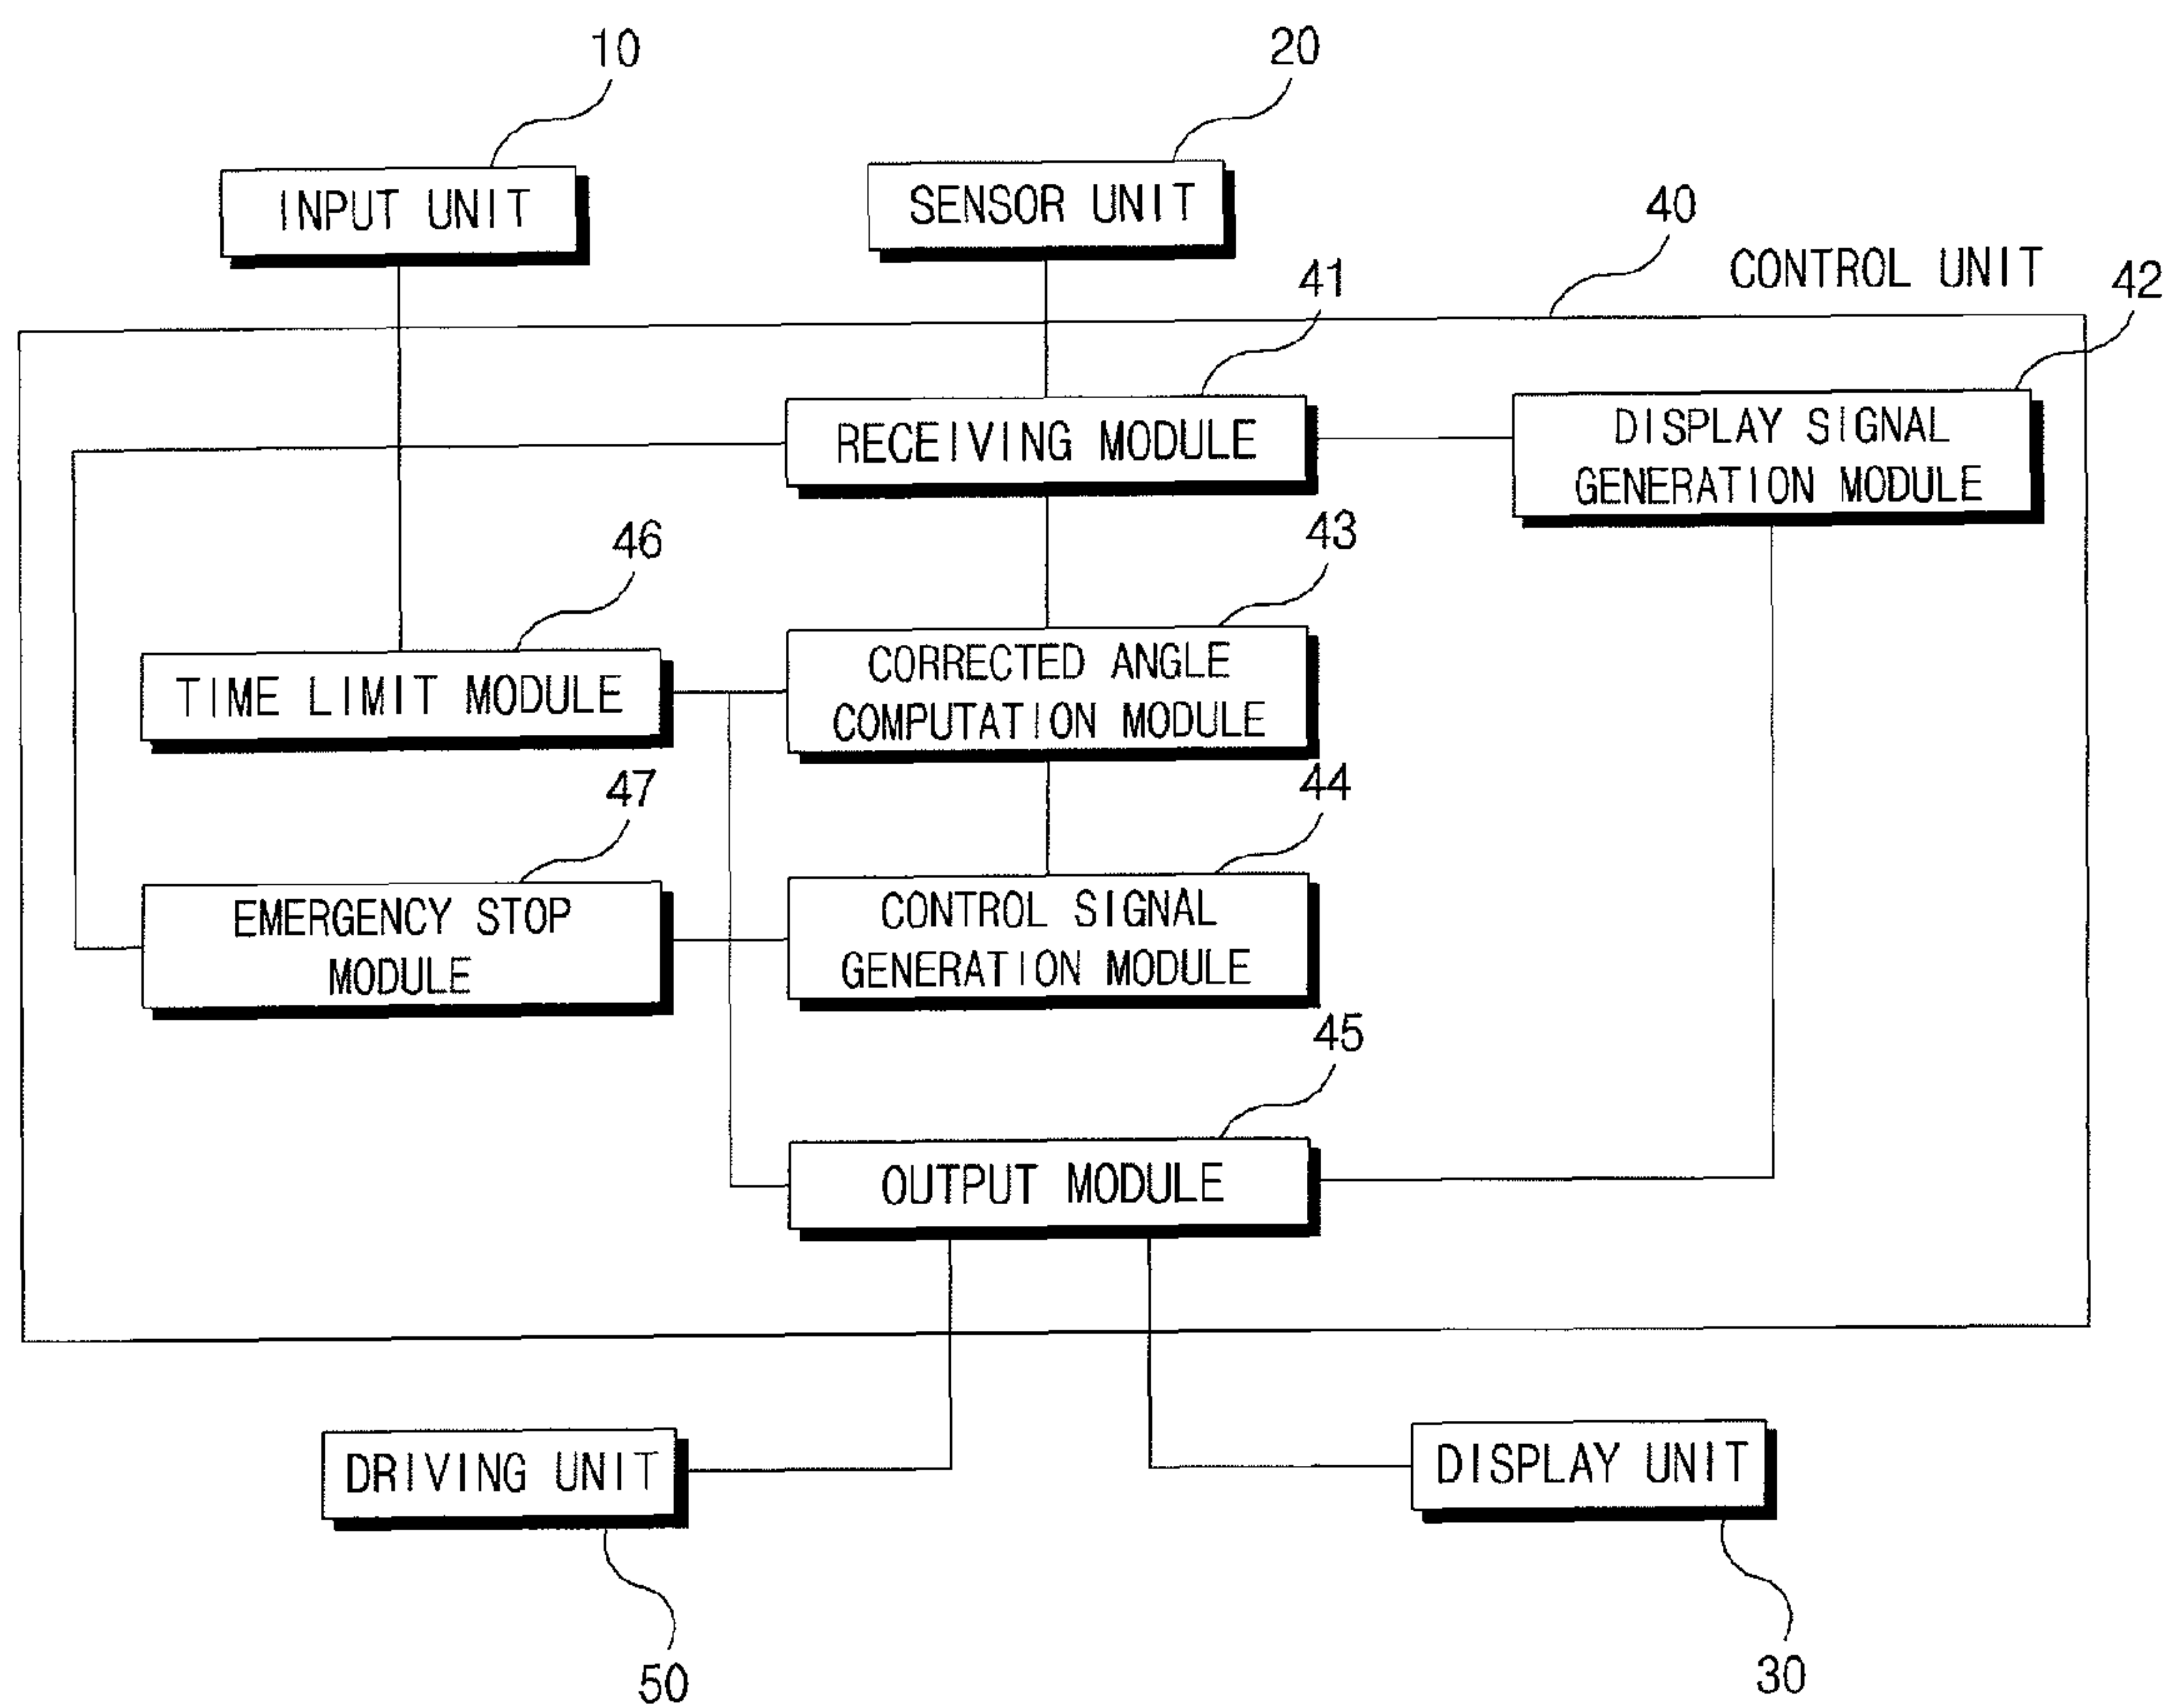 10
20
INPUT UNIT
SENSOR UNIT
40
CONTROL UNIT
41
42
RECEIVING MODULE
DISPLAY SIGNAL
GENERATION MODULE
46
43
TIME LIMIT MODULE
CORRECTED ANGLE
COMPUTATION MODULE
47
44
EMERGENCY STOP
MODULE
CONTROL SIGNAL
GENERATION MODULE
45
OUTPUT MODULE
DRIVING UNIT
DISPLAY UNIT
50
30